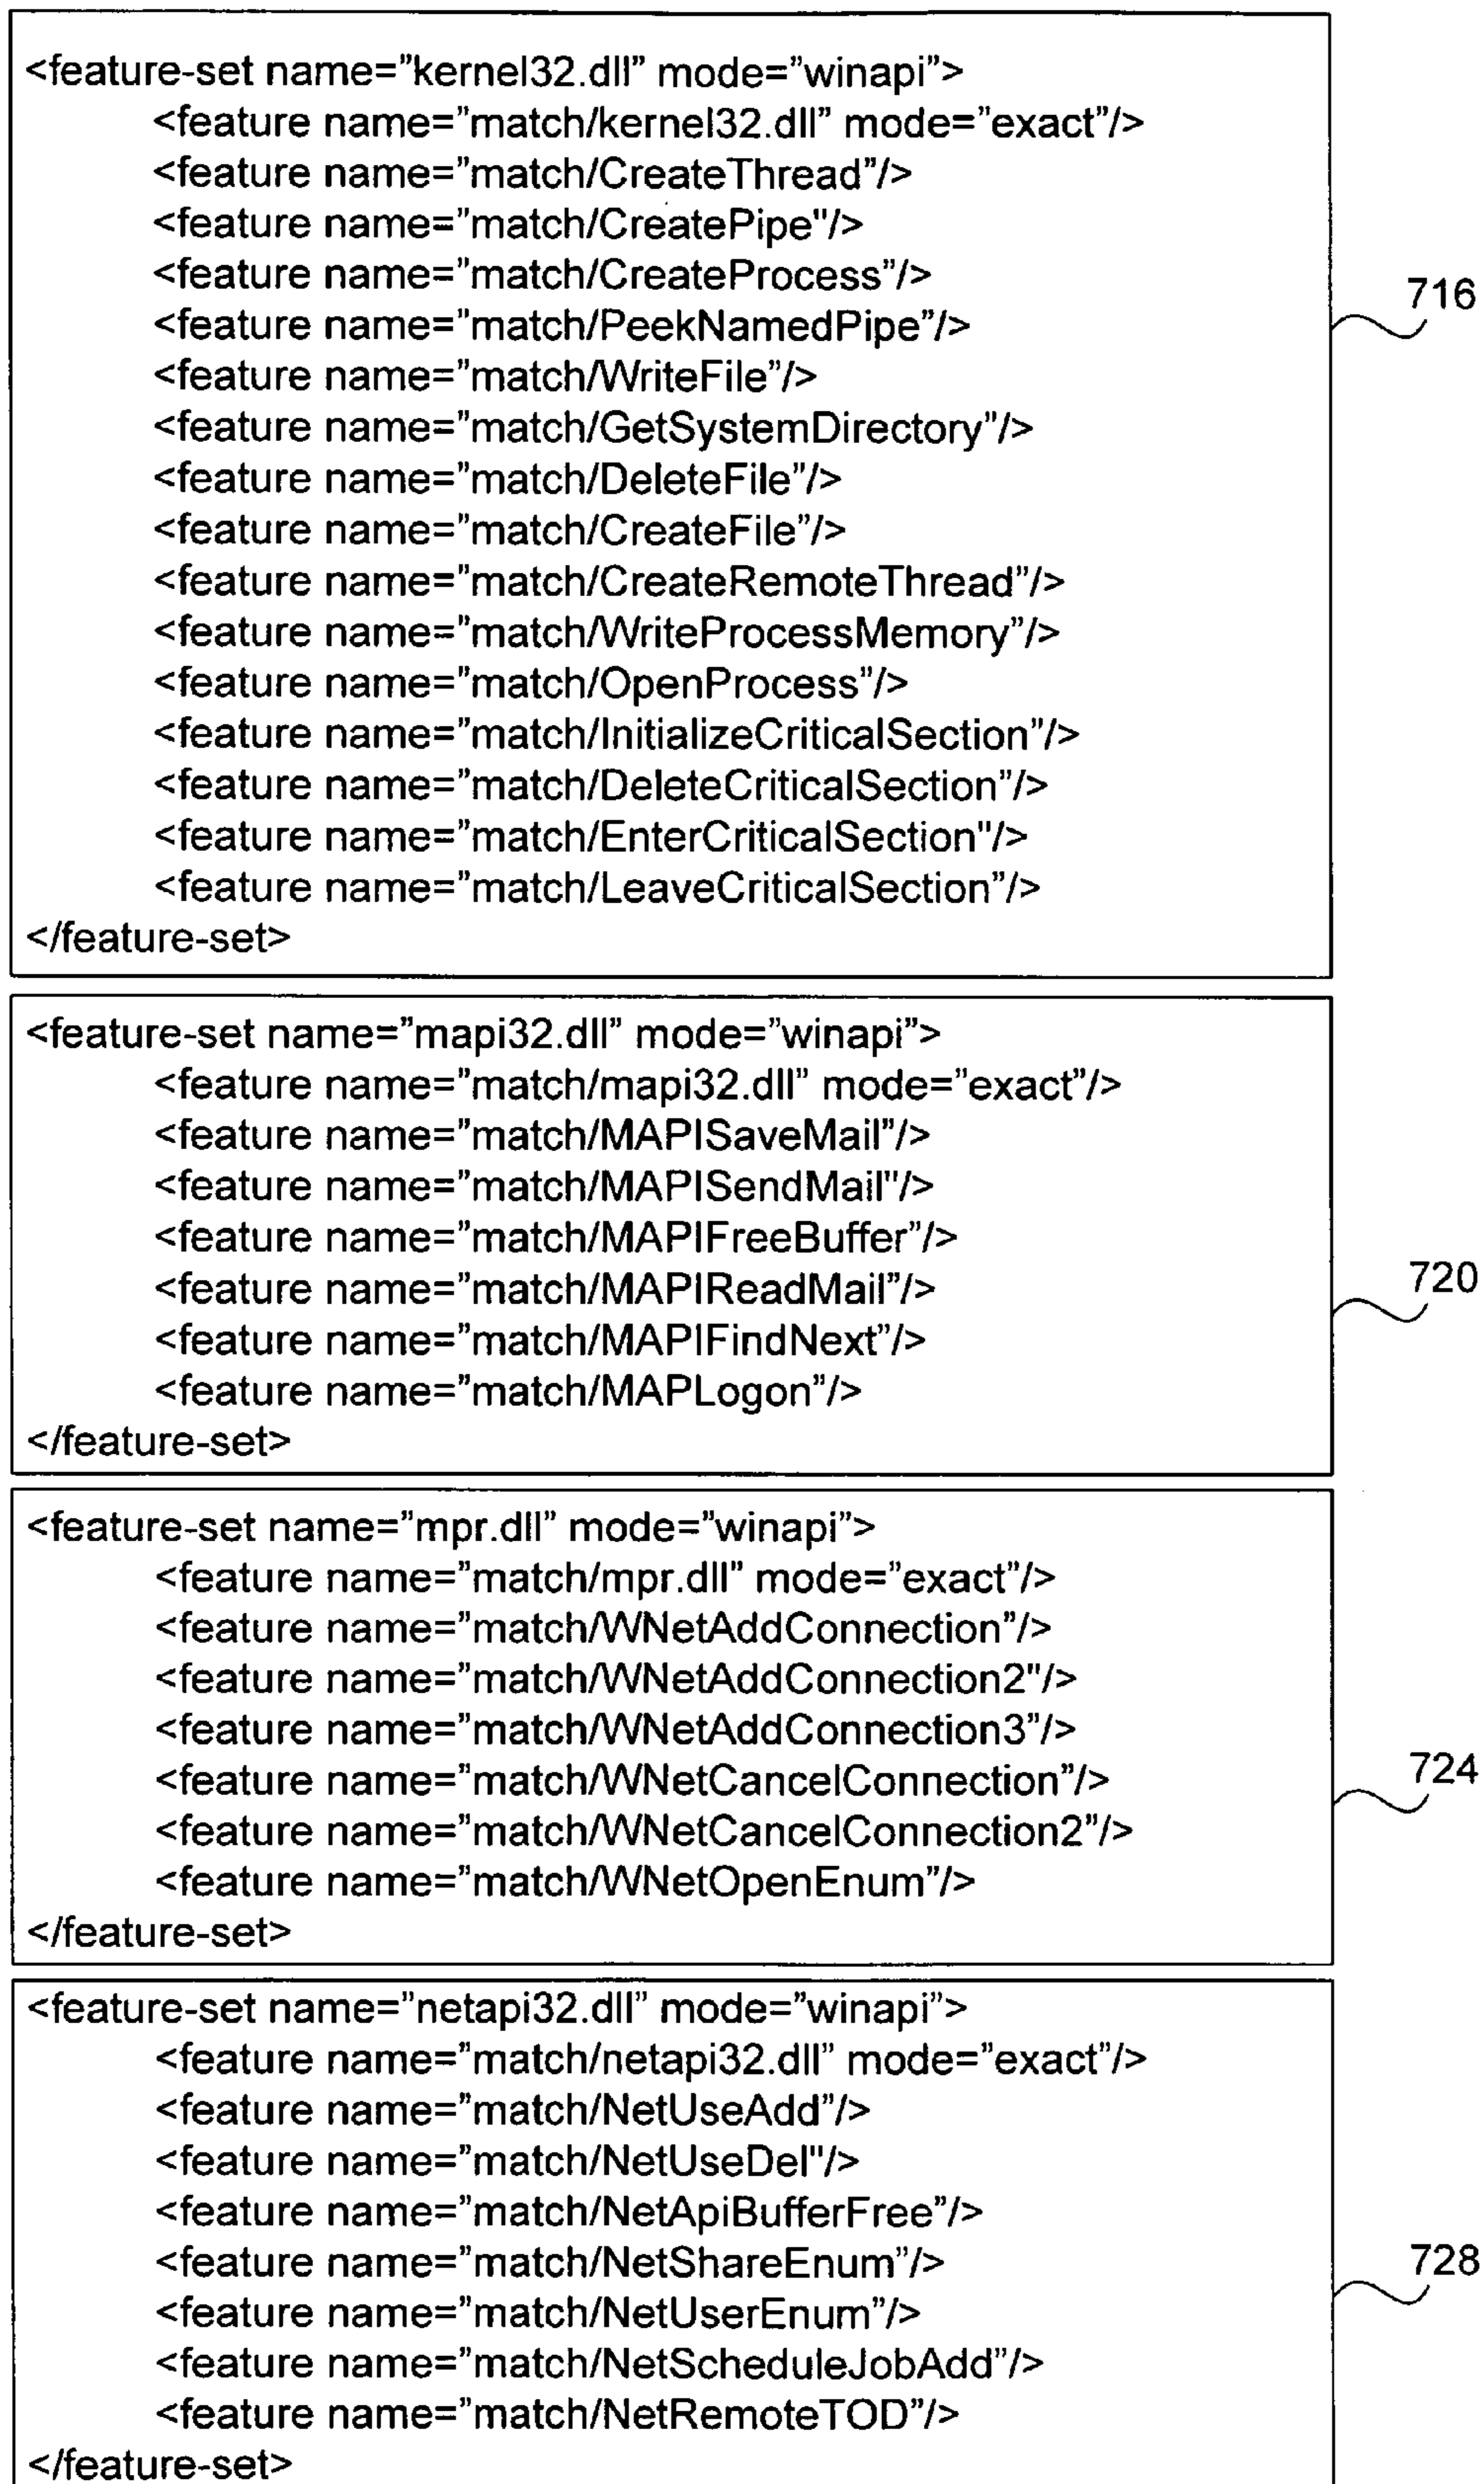 <feature-set name="kernel32.dll" mode="winapi">
<feature name="match/kernel32.dll" mode="exact"/>
<feature name="match/CreateThread"/>
<feature name="match/CreatePipe"/>
<feature name="match/CreateProcess"/>
<feature name="match/PeekNamedPipe"/>
<feature name="match/WriteFile"/>
<feature name="match/GetSystemDirectory"/>
<feature name="match/DeleteFile"/>
<feature name="match/CreateFile"/>
<feature name="match/CreateRemoteThread"/>
<feature name="match/WriteProcessMemory"/>
<feature name="match/OpenProcess"/>
<feature name="match/InitializeCriticalSection"/>
<feature name="match/DeleteCriticalSection"/>
<feature name="match/EnterCriticalSection"/>
<feature name="match/LeaveCriticalSection"/>
</feature-set>
716
<feature-set name="mapi32.dll" mode="winapi">
<feature name="match/mapi32.dll" mode="exact"/>
<feature name="match/MAPISaveMail"/>
<feature name="match/MAPISendMail"/>
<feature name="match/MAPIFreeBuffer"/>
<feature name="match/MAPIReadMail"/>
<feature name="match/MAPIFindNext"/>
<feature name="match/MAPLogon"/>
</feature-set>
720
<feature-set name="mpr.dll" mode="winapi">
<feature name="match/mpr.dll" mode="exact"/>
<feature name="match/WNetAddConnection"/>
<feature name="match/WNetAddConnection2"/>
<feature name="match/WNetAddConnection3"/>
<feature name="match/WNetCancelConnection"/>
<feature name="match/WNetCancelConnection2"/>
<feature name="match/WNetOpenEnum"/>
</feature-set>
724
<feature-set name="netapi32.dll" mode="winapi">
<feature name="match/netapi32.dll" mode="exact"/>
<feature name="match/NetUseAdd"/>
<feature name="match/NetUseDel"/>
<feature name="match/NetApiBufferFree"/>
<feature name="match/NetShareEnum"/>
<feature name="match/NetUserEnum"/>
<feature name="match/NetScheduleJobAdd"/>
<feature name="match/NetRemoteTOD"/>
</feature-set>
728